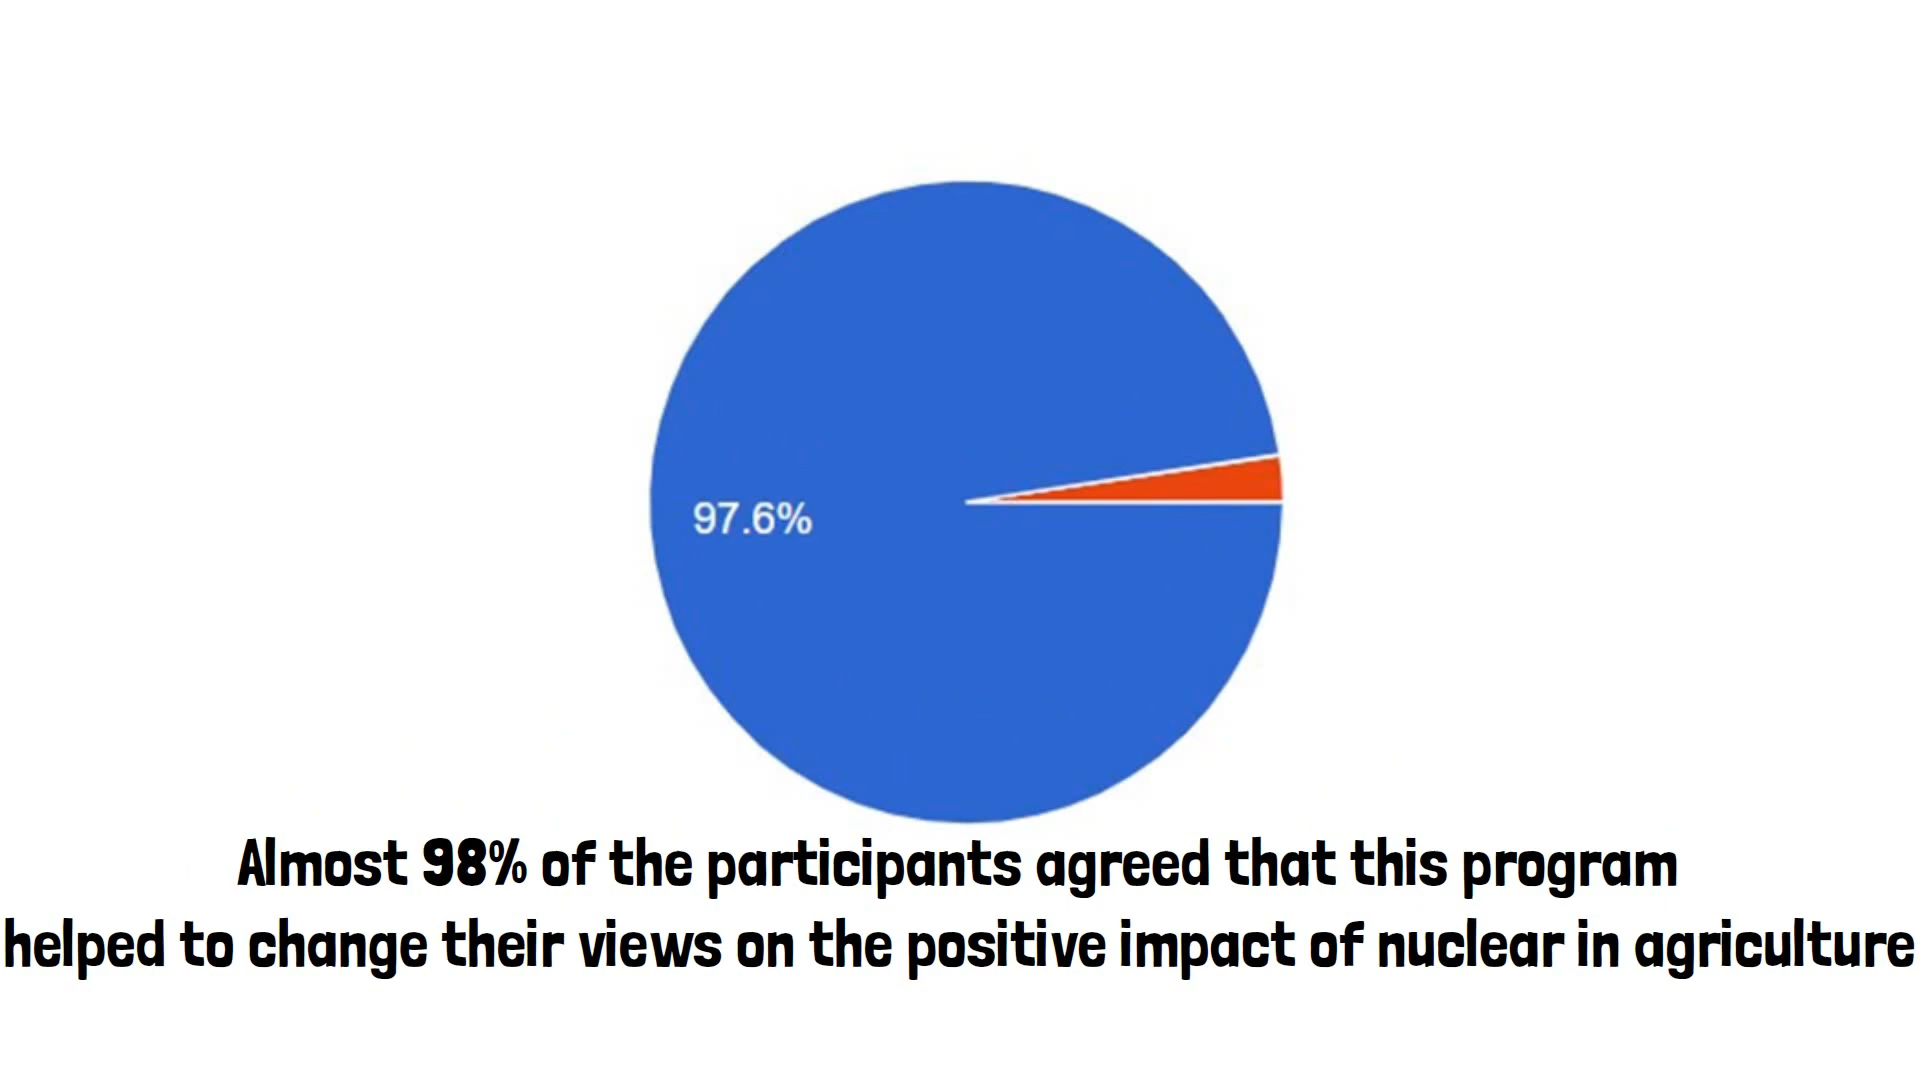 97.6%
Almost 98% of the participants agreed that this program
helped to change their views on the positive impact of nuclear in agriculture